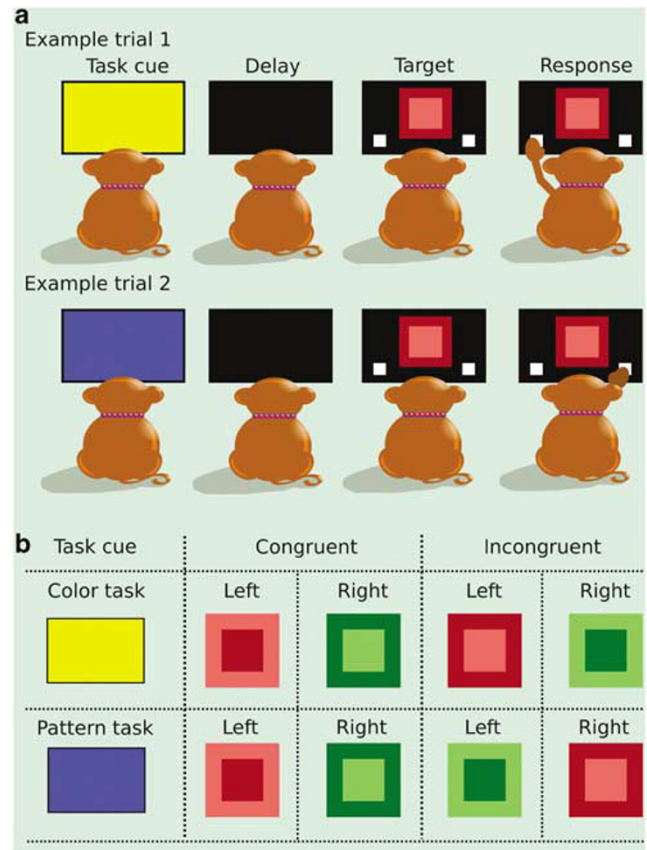 a
Example trial 1
Task cue Delay Target Response
Example trial 2
b
Task cue Congruent Incongruent
Color task Left Right Left Right
Pattern task Left Right Left Right